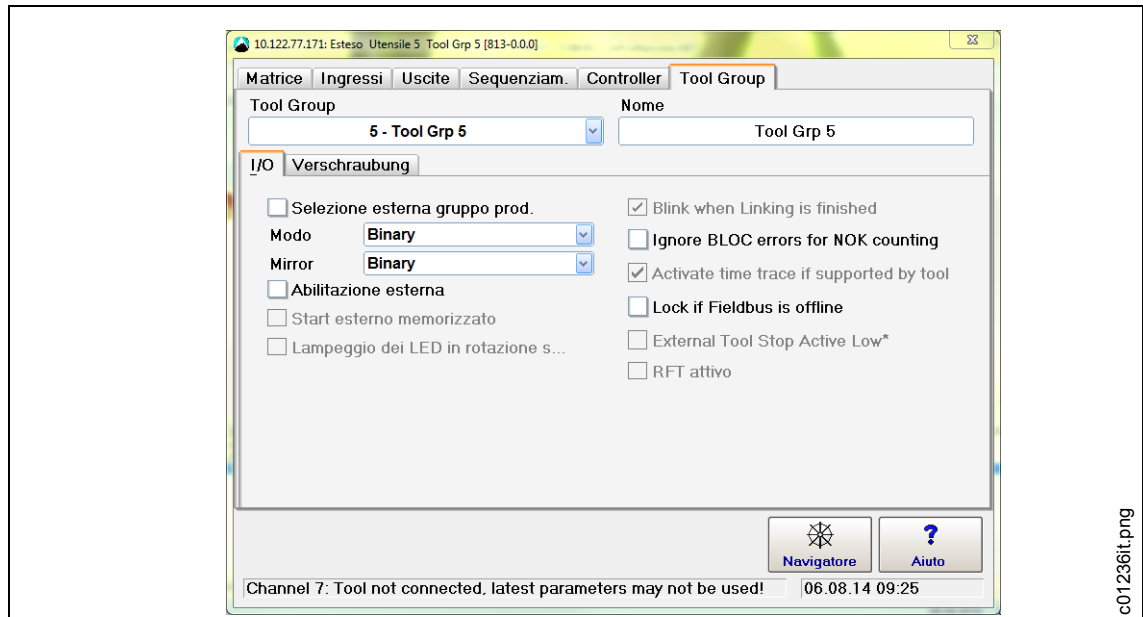 10.122.77.171: Esteso Utensile 5 Tool Grp 5 [813-0.0.0]
Matrice Ingressi Uscite Sequenziam. Controller Tool Group
Tool Group
Nome
5 - Tool Grp 5
Tool Grp 5
I/O Verschraubung
Selezione esterna gruppo prod.
Modo Binary
Mirror Binary
Abilitazione esterna
Start esterno memorizzato
Lampeggio dei LED in rotazione s...
Blink when Linking is finished
Ignore BLOC errors for NOK counting
Activate time trace if supported by tool
Lock if Fieldbus is offline
External Tool Stop Active Low*
RFT attivo
Navigatore
? Aiuto
Channel 7: Tool not connected, latest parameters may not be used!
06.08.14 09:25
c01236it.png